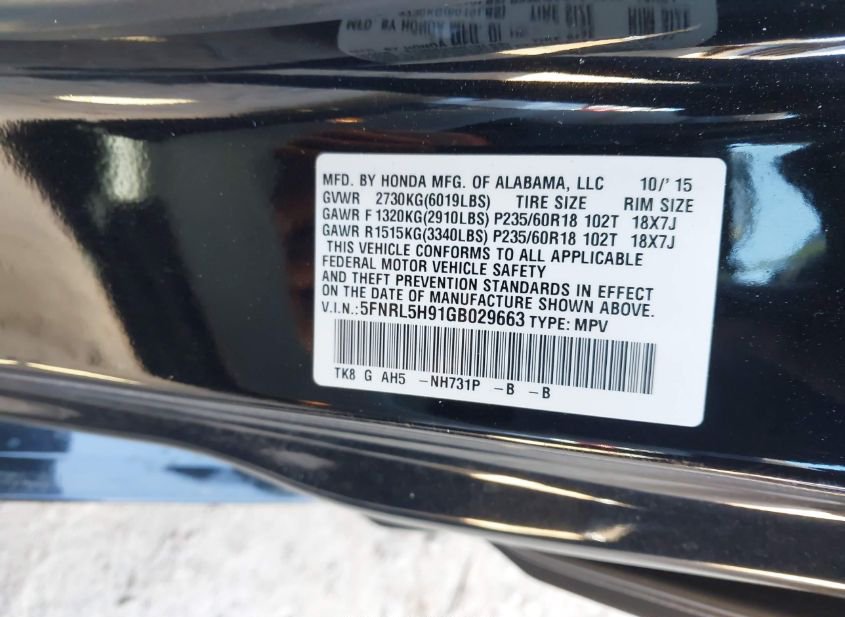 MFD. BY HONDA MFG. OF ALABAMA, LLC 10/'15
GVWR 2730KG(6019LBS) TIRE SIZE RIM SIZE
GAWR F 1320KG(2910LBS) P235/60R18 102T 18X7J
GAWR R1515KG(3340LBS) P235/60R18 102T 18X7J
THIS VEHICLE CONFORMS TO ALL APPLICABLE
FEDERAL MOTOR VEHICLE SAFETY
AND THEFT PREVENTION STANDARDS IN EFFECT
ON THE DATE OF MANUFACTURE SHOWN ABOVE.
V.I.N.:5FNRL5H91GB029663 TYPE: MPV
TK8 G AH5 -NH731P -B -B